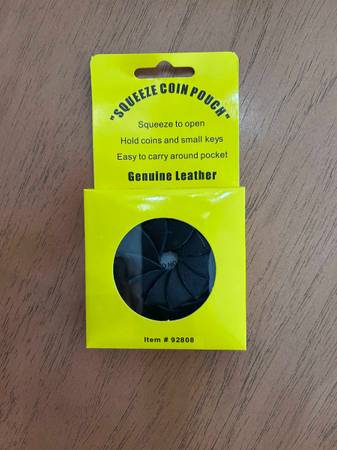 "SQUEEZE COIN POUCH"
Squeeze to open
Hold coins and small keys
Easy to carry around pocket
Genuine Leather
Item # 92808